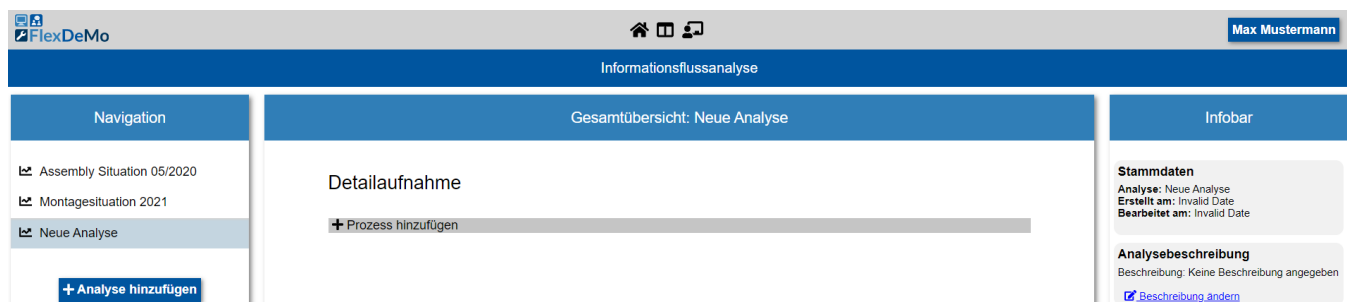 FlexDeMo
Max Mustermann
Informationsflussanalyse
Navigation
Assembly Situation 05/2020
Montagesituation 2021
Neue Analyse
Analyse hinzufügen
Gesamtübersicht: Neue Analyse
Detailaufnahme
Prozess hinzufügen
Infobar
Stammdaten
Analyse: Neue Analyse
Erstellt am: Invalid Date
Bearbeitet am: Invalid Date
Analysebeschreibung
Beschreibung: Keine Beschreibung angegeben
Beschreibung ändern